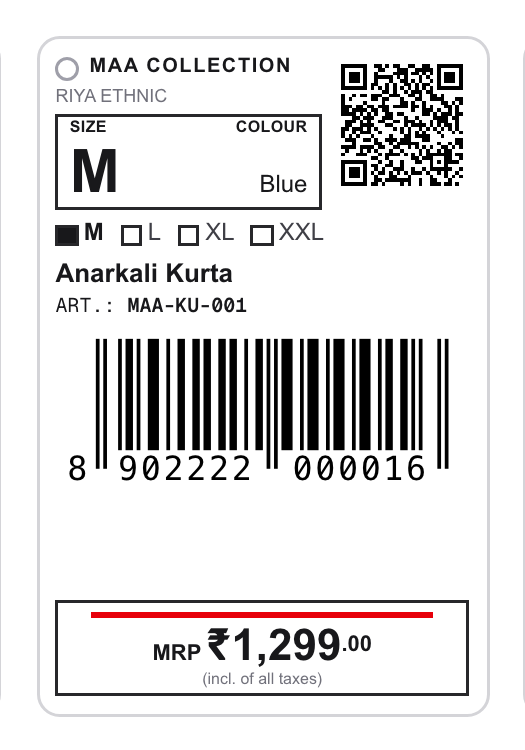 MAA COLLECTION
RIYA ETHNIC
SIZE COLOUR
M Blue
M L XL XXL
Anarkali Kurta
ART.: MAA-KU-001
8 902222 000016
MRP ₹1,299.00
(incl. of all taxes)